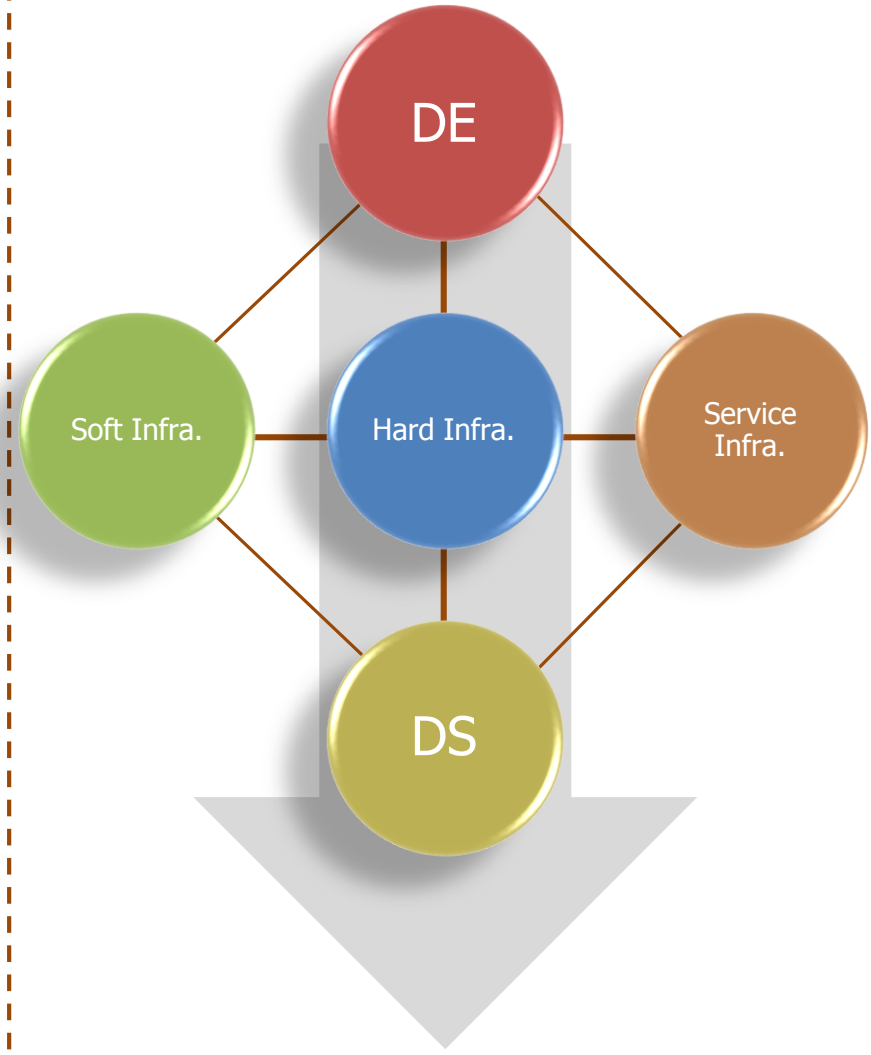 DE
Soft Infra.
Hard Infra.
Service
Infra.
DS